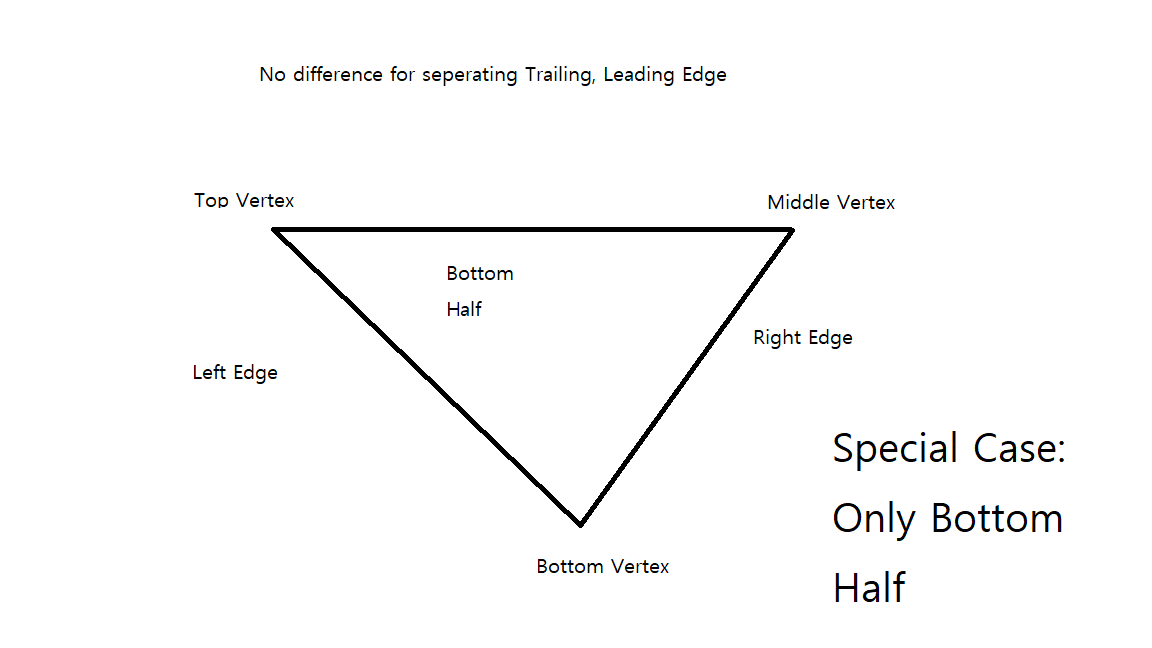 No difference for seperating Trailing, Leading Edge
Top Vertex
Middle Vertex
Bottom
Half
Right Edge
Left Edge
Special Case:
Only Bottom
Half
Bottom Vertex